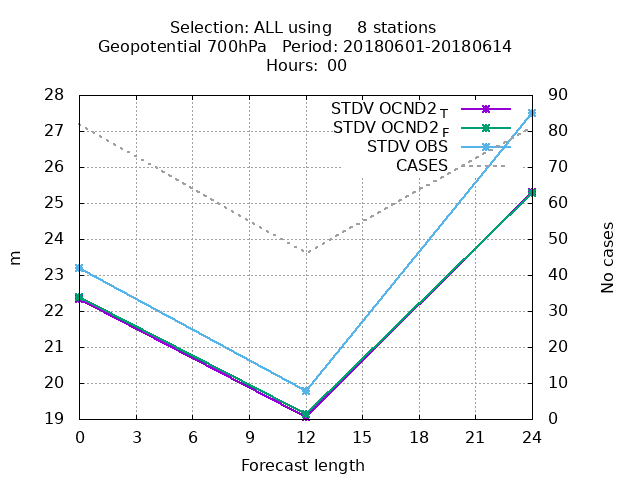 Selection: ALL using     8 stations
Geopotential 700hPa   Period: 20180601-20180614
Hours: 00
28
27
26
25
24
23
22
21
20
19
90
80
70
60
50
40
30
20
10
0
0 3 6 9 12 15 18 21 24
m
No cases
Forecast length
STDV OCND2 T
STDV OCND2 F
STDV OBS
CASES